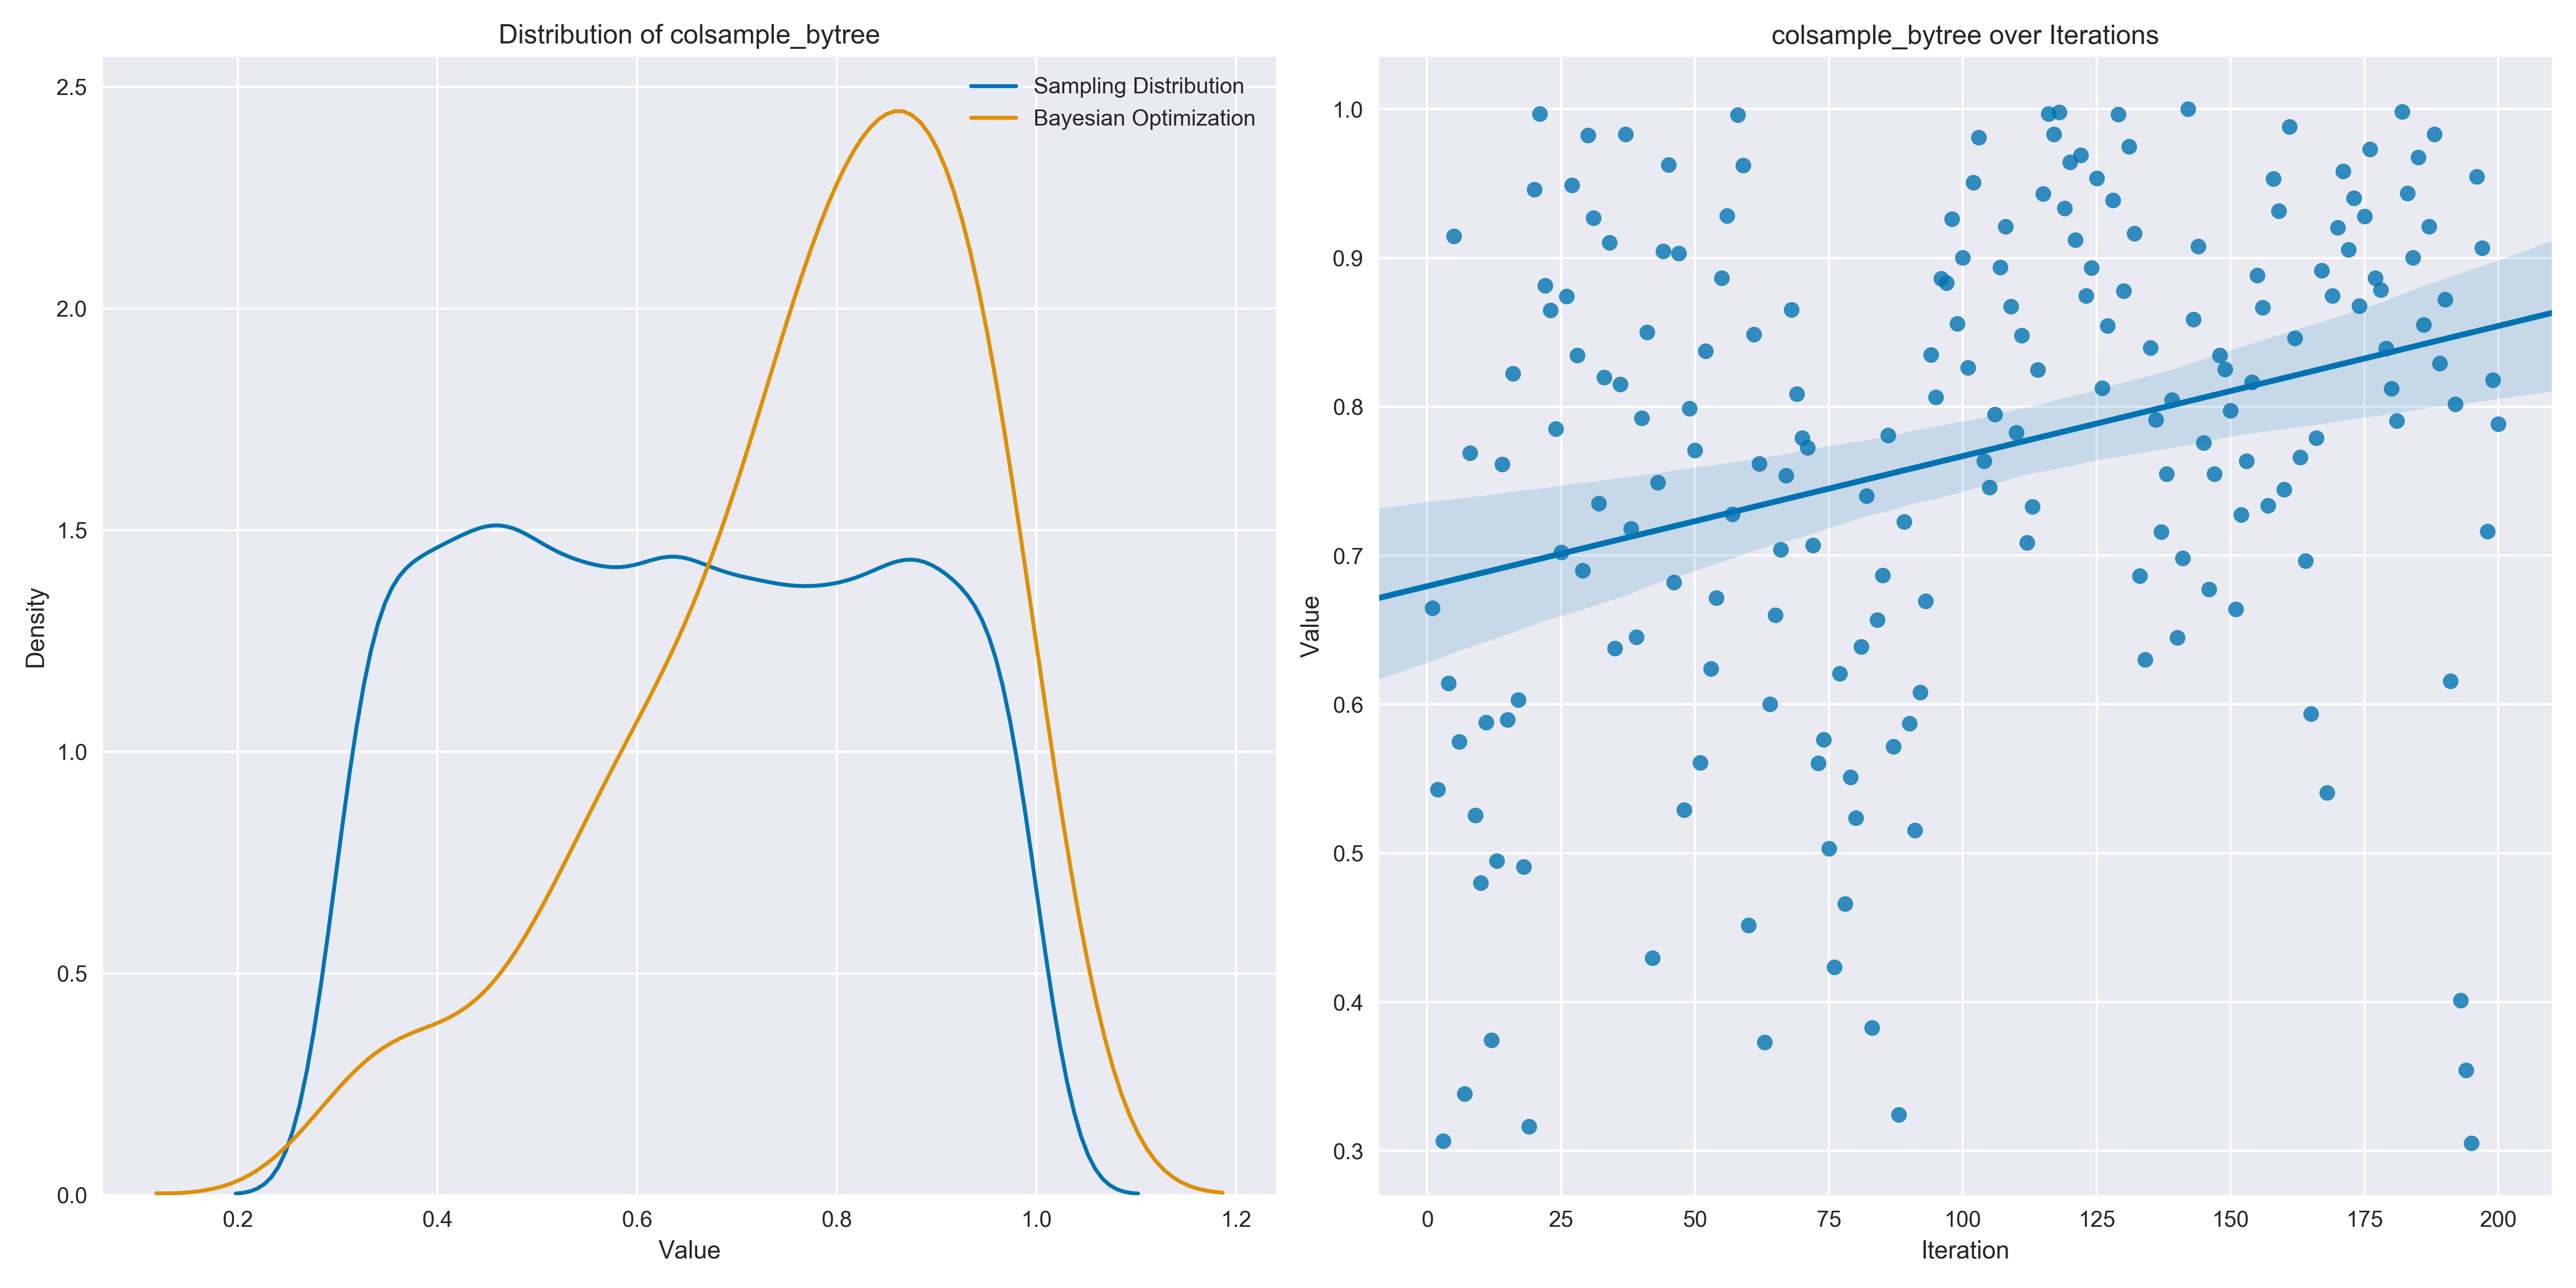 Distribution of colsample_bytree
Sampling Distribution
Bayesian Optimization
Density
2.5
2.0
1.5
1.0
0.5
0.0
0.2 0.4 0.6 0.8 1.0 1.2
Value
colsample_bytree over Iterations
Value
1.0
0.9
0.8
0.7
0.6
0.5
0.4
0.3
0 25 50 75 100 125 150 175 200
Iteration